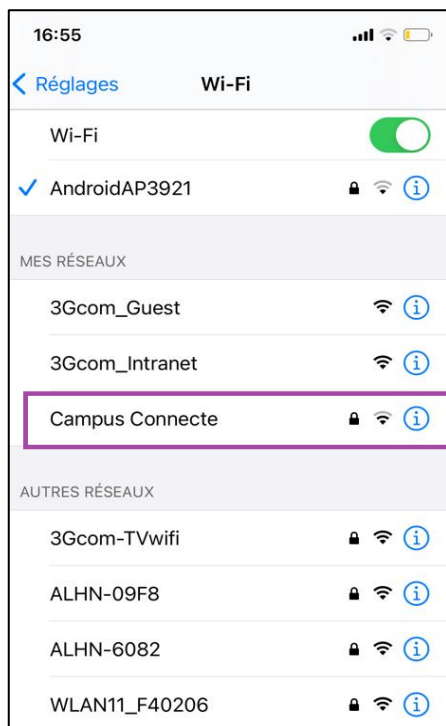 16:55
Réglages
Wi-Fi
Wi-Fi
AndroidAP3921
MES RÉSEAUX
3Gcom_Guest
3Gcom_Intranet
Campus Connecte
AUTRES RÉSEAUX
3Gcom-TVwifi
ALHN-09F8
ALHN-6082
WLAN11_F40206